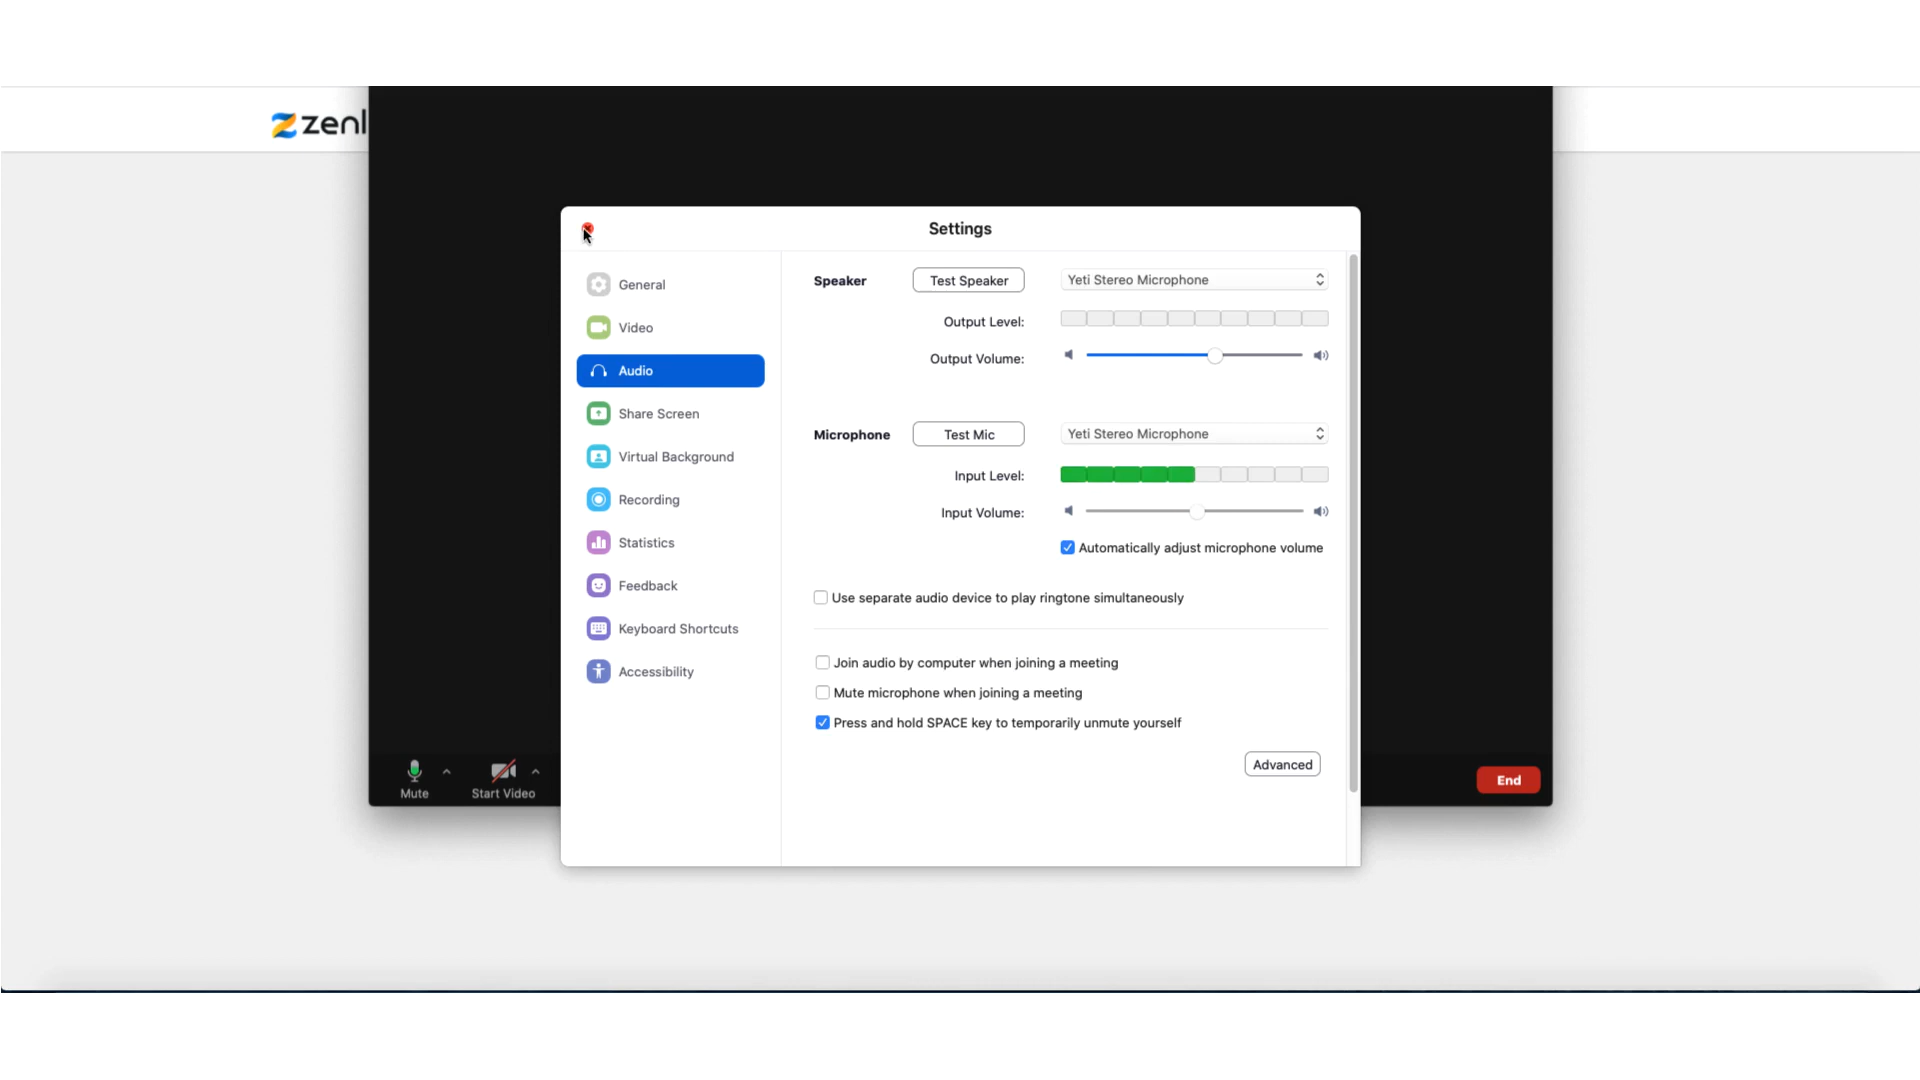 zenl
Settings
General
Video
Audio
Share Screen
Virtual Background
Recording
Statistics
Feedback
Keyboard Shortcuts
Accessibility
Speaker Test Speaker Yeti Stereo Microphone
Output Level:
Output Volume:
Microphone Test Mic Yeti Stereo Microphone
Input Level:
Input Volume:
Automatically adjust microphone volume
Use separate audio device to play ringtone simultaneously
Join audio by computer when joining a meeting
Mute microphone when joining a meeting
Press and hold SPACE key to temporarily unmute yourself
Advanced
Mute Start Video End